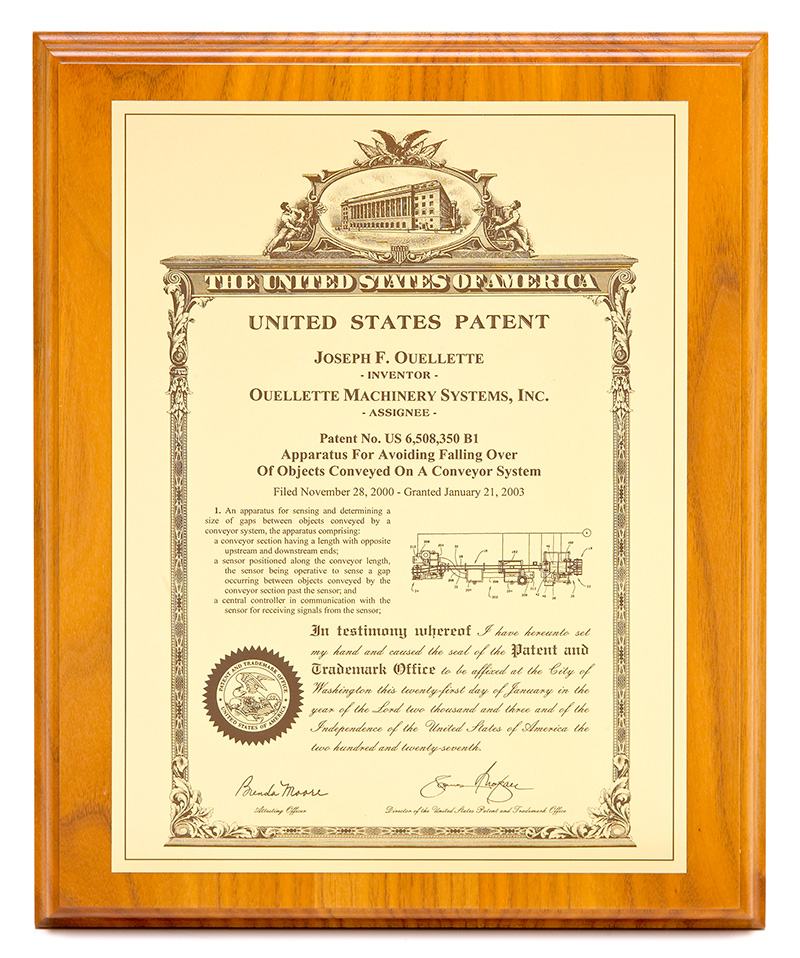 THE UNITED STATES OF AMERICA
UNITED STATES PATENT
JOSEPH F. OUELLETTE
- INVENTOR -
OUELLETTE MACHINERY SYSTEMS, INC.
- ASSIGNEE -
Patent No. US 6,508,350 B1
Apparatus For Avoiding Falling Over
Of Objects Conveyed On A Conveyor System
Filed November 28, 2000 - Granted January 21, 2003
1. An apparatus for sensing and determining a
size of gaps between objects conveyed by a
conveyor system, the apparatus comprising:
a conveyor section having a length with opposite
upstream and downstream ends;
a sensor positioned along the conveyor length,
the sensor being operative to sense a gap
occurring between objects conveyed by the
conveyor section past the sensor; and
a central controller in communication with the
sensor for receiving signals from the sensor;
In testimony whereof I have hereunto set
my hand and caused the seal of the Patent and
Trademark Office to be affixed at the City of
Washington this twenty-first day of January in the
year of the Lord two thousand and three and of the
Independence of the United States of America the
two hundred and twenty-seventh.
PATENT AND TRADEMARK OFFICE
UNITED STATES OF AMERICA
Brenda Moore
Attesting Officer
Director of the United States Patent and Trademark Office